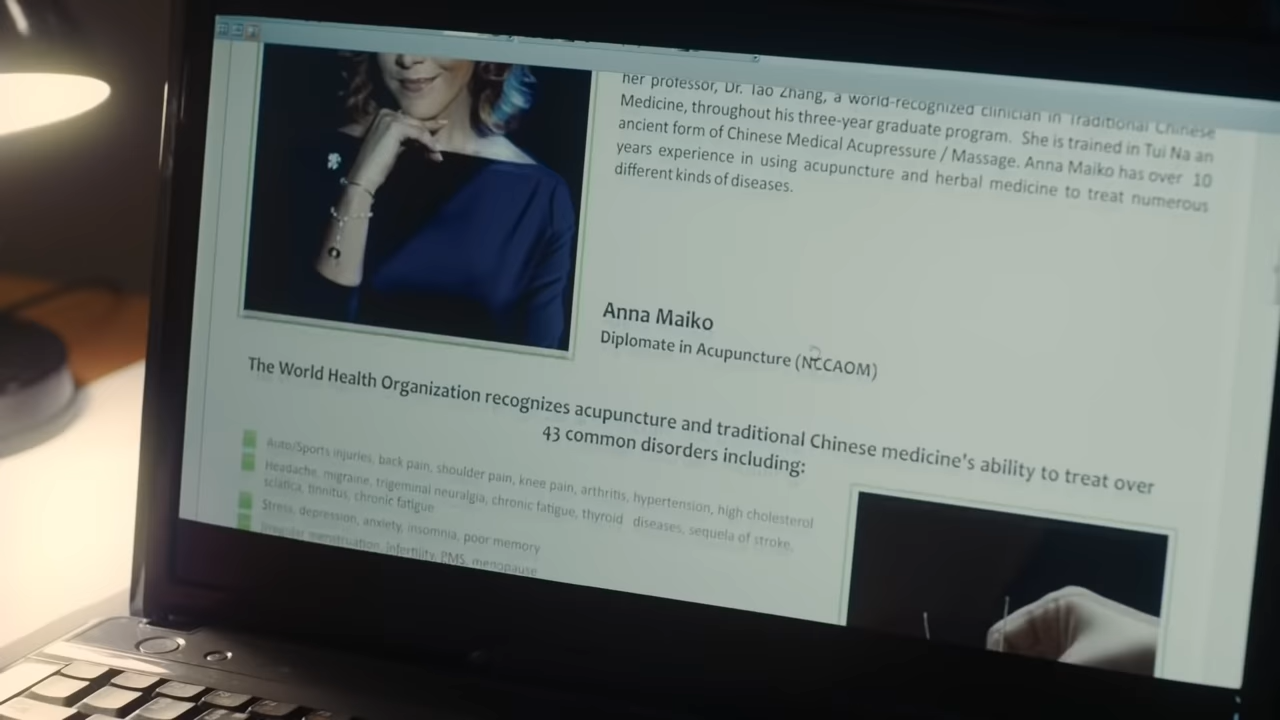 her professor, Dr. Tao Zhang, a world-recognized clinician in Traditional Chinese
Medicine, throughout his three-year graduate program. She is trained in Tui Na an
ancient form of Chinese Medical Acupressure / Massage. Anna Maiko has over 10
years experience in using acupuncture and herbal medicine to treat numerous
different kinds of diseases.
Anna Maiko
Diplomate in Acupuncture (NCCAOM)
The World Health Organization recognizes acupuncture and traditional Chinese medicine's ability to treat over
43 common disorders including:
Auto/Sports injuries, back pain, shoulder pain, knee pain, arthritis, hypertension, high cholesterol
Headache, migraine, trigeminal neuralgia, chronic fatigue, thyroid diseases, sequela of stroke,
sciatica, tinnitus, chronic fatigue
Stress, depression, anxiety, insomnia, poor memory
Irregular menstruation, Infertility, PMS, menopause